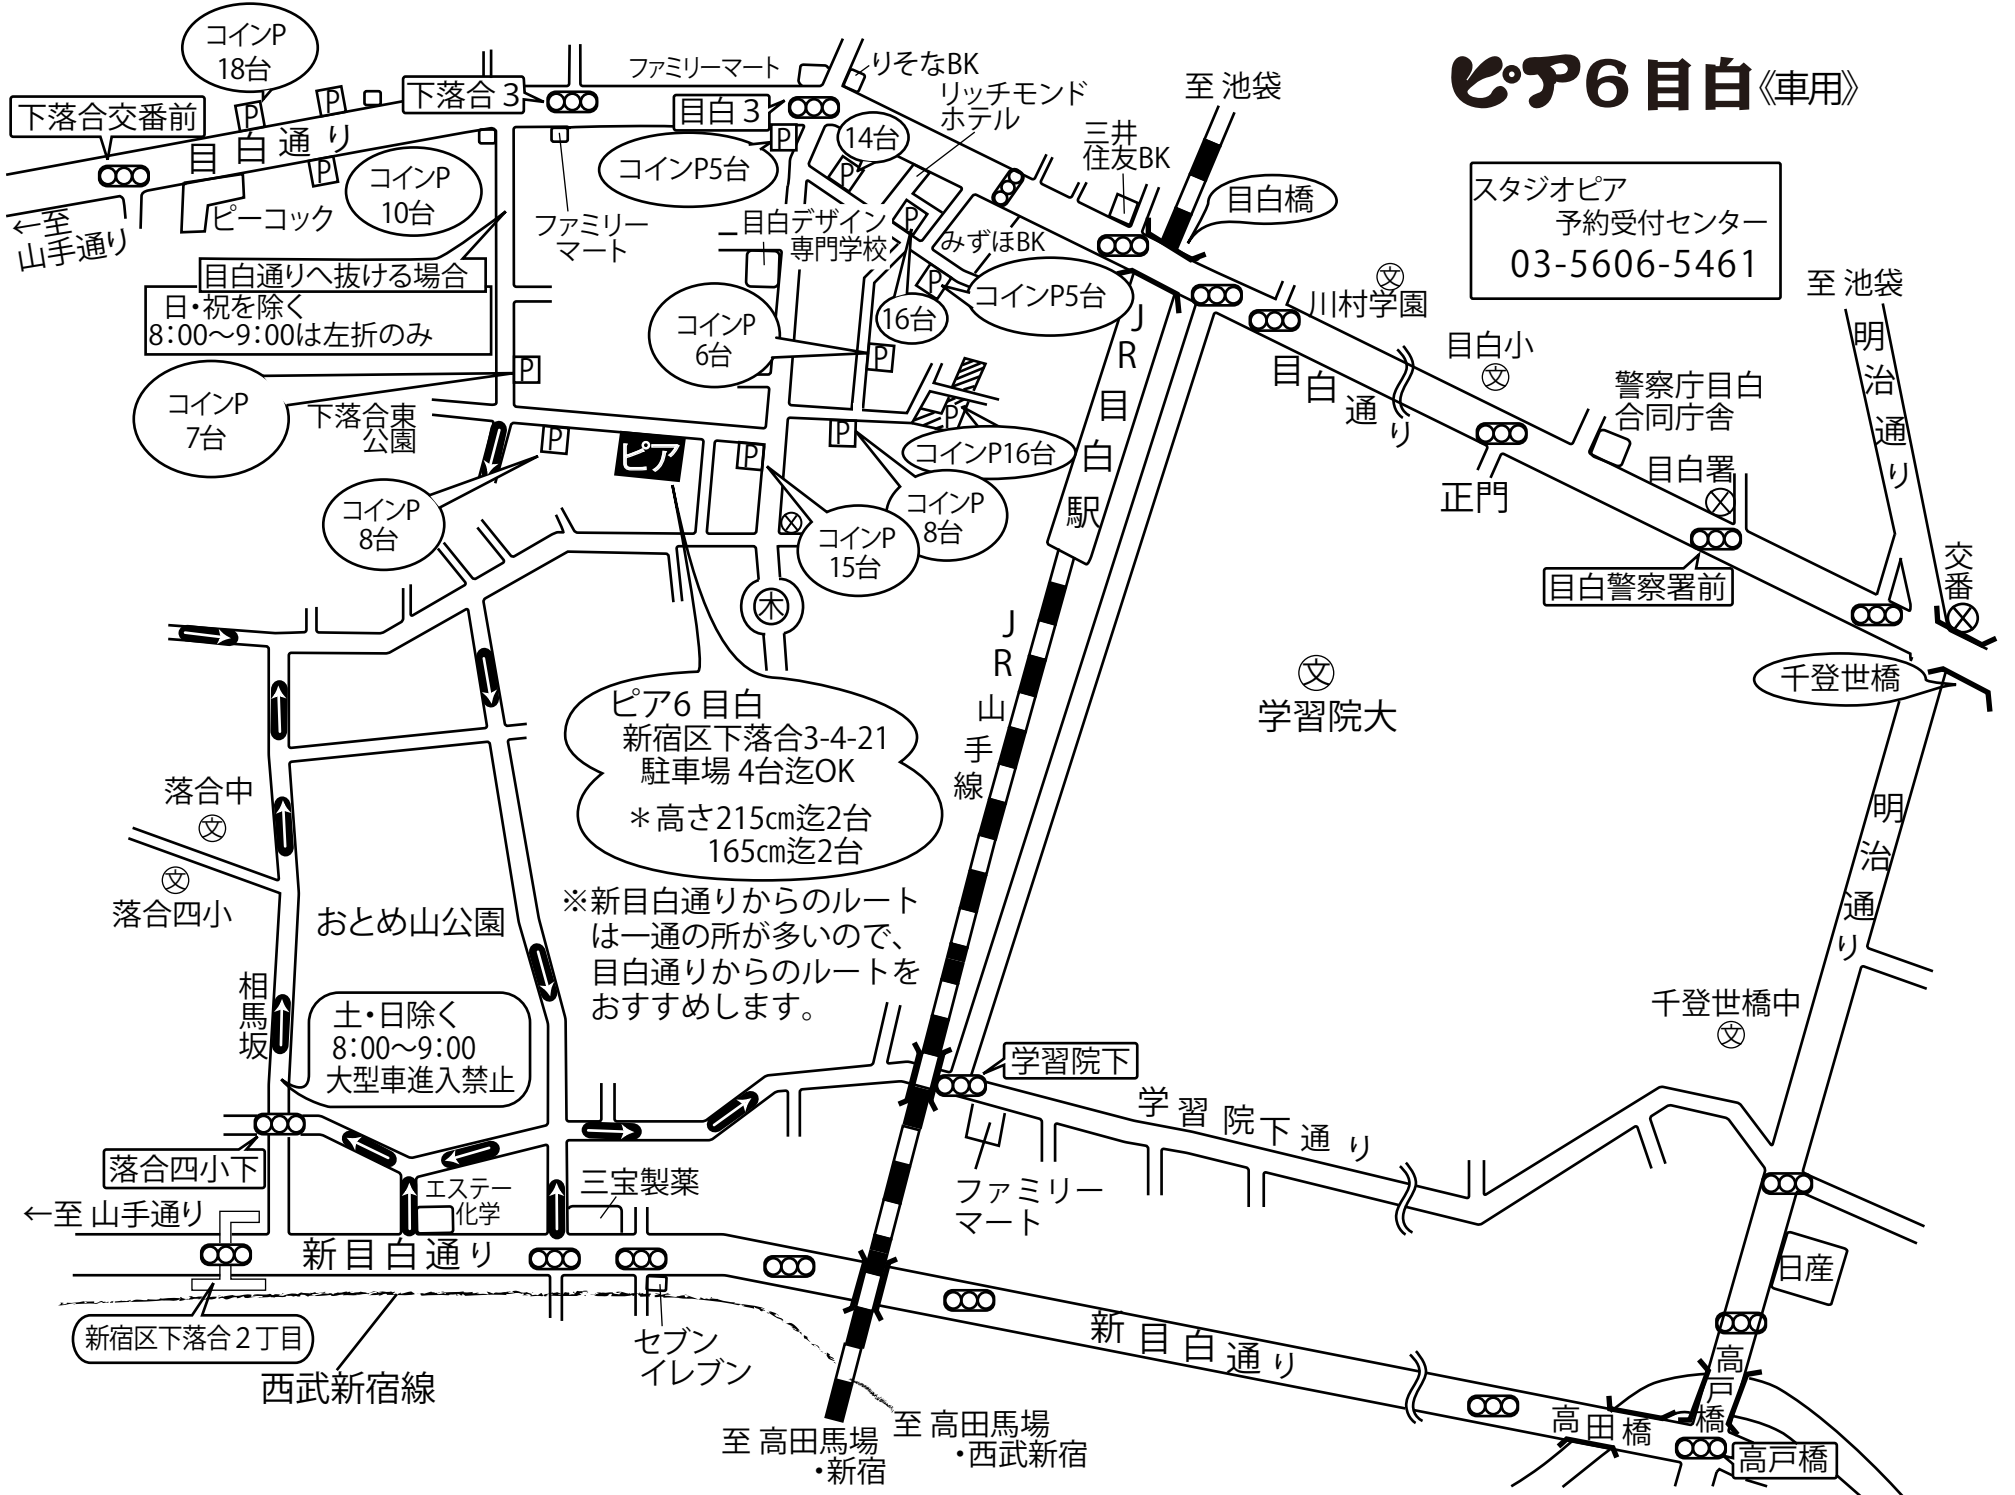 ピア6目白《車用》
スタジオピア
予約受付センター
03-5606-5461
コインP
18台
ファミリーマート
りそなBK
リッチモンド
ホテル
至 池袋
下落合交番前
下落合3
目白3
14台
三井
住友BK
目白橋
P
P
P
P
P
P
P
目白通り
コインP
10台
コインP5台
←至
山手通り
ピーコック
ファミリー
マート
目白デザイン
専門学校
みずほBK
目白通りへ抜ける場合
日・祝を除く
8:00〜9:00は左折のみ
コインP
6台
16台
コインP5台
川村学園
文
至 池袋
明治通り
目白小
文
目白通り
警察庁目白
合同庁舎
目白署
正門
目白警察署前
交番
千登世橋
コインP
7台
P
P
下落合東
公園
P
ピア
P
P
P
コインP16台
コインP
8台
コインP
8台
コインP
15台
JR目白駅
木
JR山手線
文
学習院大
ピア6 目白
新宿区下落合3-4-21
駐車場 4台迄OK
＊高さ215㎝迄2台
165㎝迄2台
※新目白通りからのルート
は一通の所が多いので、
目白通りからのルートを
おすすめします。
落合中
文
文
落合四小
おとめ山公園
相馬坂
土・日除く
8:00〜9:00
大型車進入禁止
明治通り
千登世橋中
文
学習院下
学習院下通り
落合四小下
エステー
化学
三宝製薬
ファミリー
マート
←至 山手通り
新目白通り
新宿区下落合2丁目
西武新宿線
セブン
イレブン
新目白通り
日産
高戸橋
高田橋
高戸橋
至 高田馬場
・新宿
至 高田馬場
・西武新宿